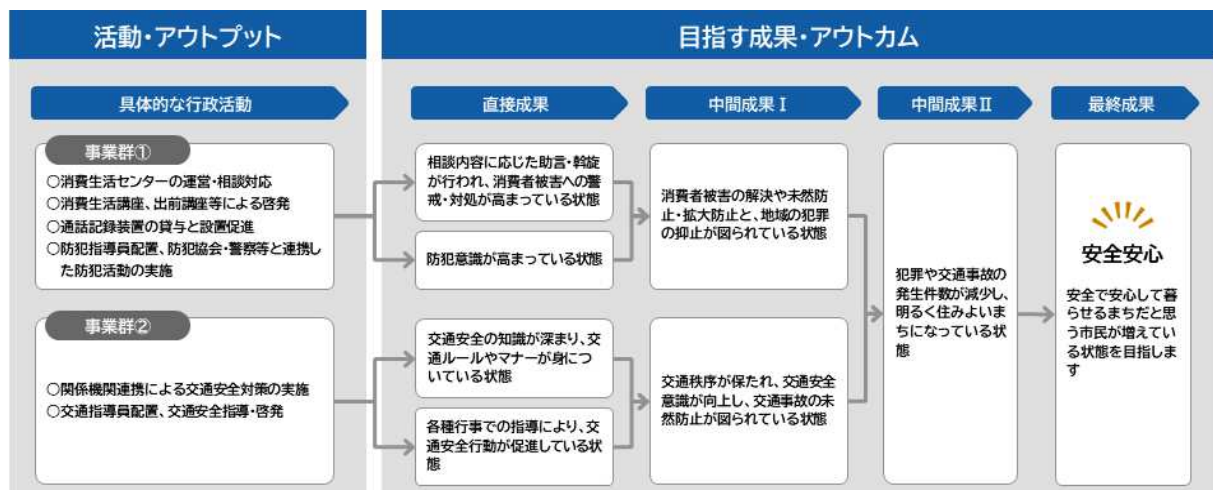 活動・アウトプット
目指す成果・アウトカム
具体的な行政活動
直接成果
中間成果Ⅰ
中間成果Ⅱ
最終成果
事業群①
○消費生活センターの運営・相談対応
○消費生活講座、出前講座等による啓発
○通話記録装置の貸与と設置促進
○防犯指導員配置、防犯協会・警察等と連携し
た防犯活動の実施
事業群②
○関係機関連携による交通安全対策の実施
○交通指導員配置、交通安全指導・啓発
相談内容に応じた助言・斡旋
が行われ、消費者被害への警
戒・対処が高まっている状態
防犯意識が高まっている状態
交通安全の知識が深まり、交
通ルールやマナーが身につ
いている状態
各種行事での指導により、交
通安全行動が促進している状
態
消費者被害の解決や未然防
止・拡大防止と、地域の犯罪
の抑止が図られている状態
交通秩序が保たれ、交通安全
意識が向上し、交通事故の未
然防止が図られている状態
犯罪や交通事故の
発生件数が減少し、
明るく住みよいま
ちになっている状
態
安全安心
安全で安心して暮
らせるまちだと思
う市民が増えてい
る状態を目指しま
す